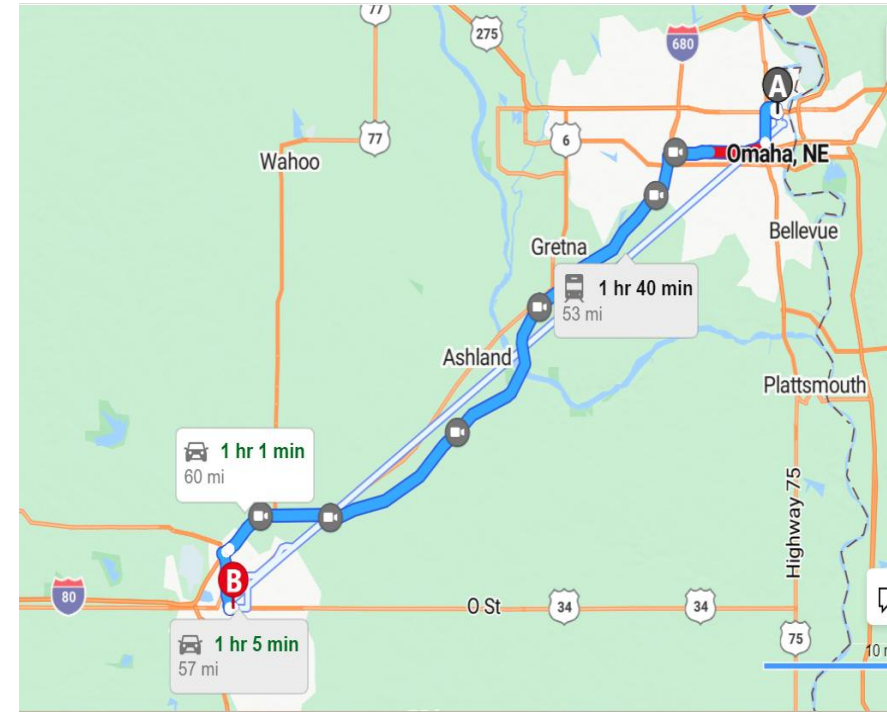 77
275
680
A
77
6
Wahoo
Omaha, NE
Bellevue
Gretna
1 hr 40 min
53 mi
Ashland
Plattsmouth
1 hr 1 min
60 mi
Highway 75
B
80
O St
34
34
1 hr 5 min
57 mi
75